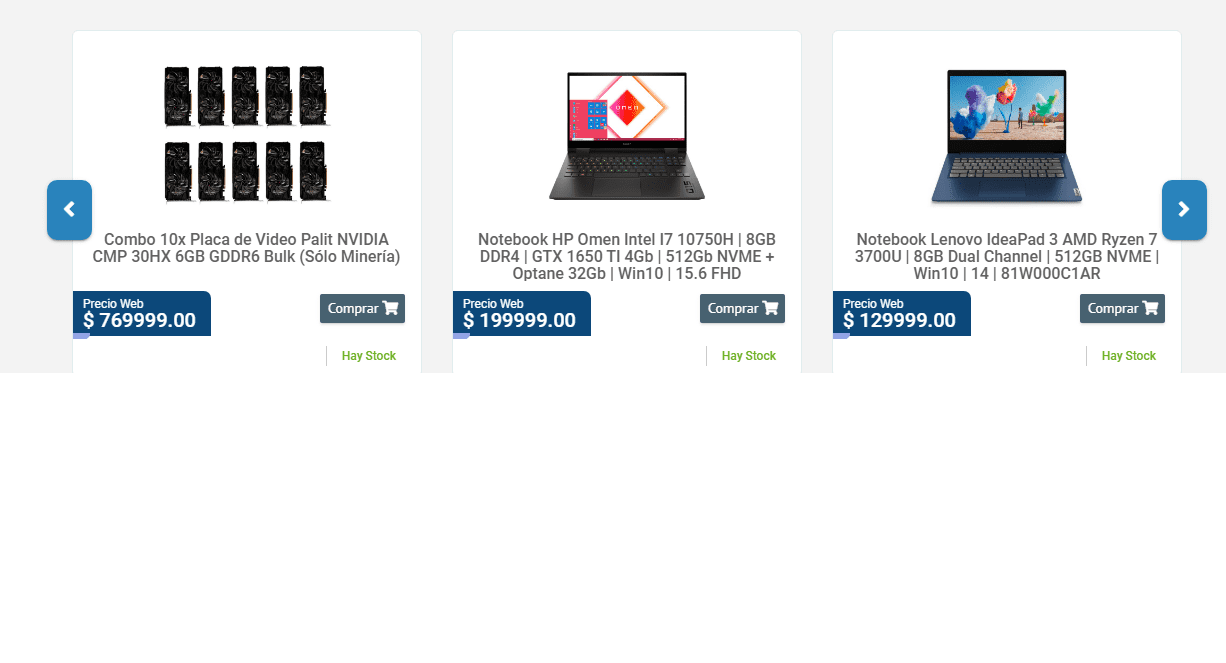 Combo 10x Placa de Video Palit NVIDIA
CMP 30HX 6GB GDDR6 Bulk (Sólo Minería)
Precio Web
$ 769999.00
Comprar
Hay Stock
OMEN
Notebook HP Omen Intel I7 10750H | 8GB
DDR4 | GTX 1650 TI 4Gb | 512Gb NVME +
Optane 32Gb | Win10 | 15.6 FHD
Precio Web
$ 199999.00
Comprar
Hay Stock
Notebook Lenovo IdeaPad 3 AMD Ryzen 7
3700U | 8GB Dual Channel | 512GB NVME |
Win10 | 14 | 81W000C1AR
Precio Web
$ 129999.00
Comprar
Hay Stock